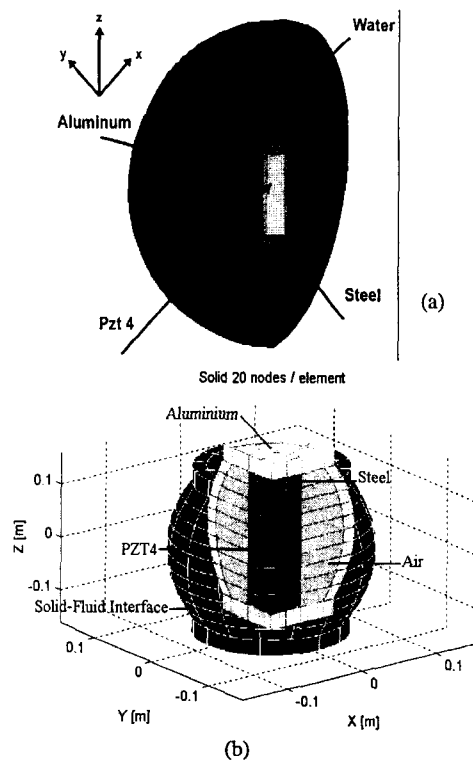 z
y
x
Water
Aluminum
Steel
Pzt 4
(a)
Solid 20 nodes / element
Aluminium
Steel
0.1
Z [m]
0
PZT4
Air
-0.1
Solid-Fluid Interface
0.1
0
-0.1
Y [m]
-0.1
0
0.1
X [m]
(b)